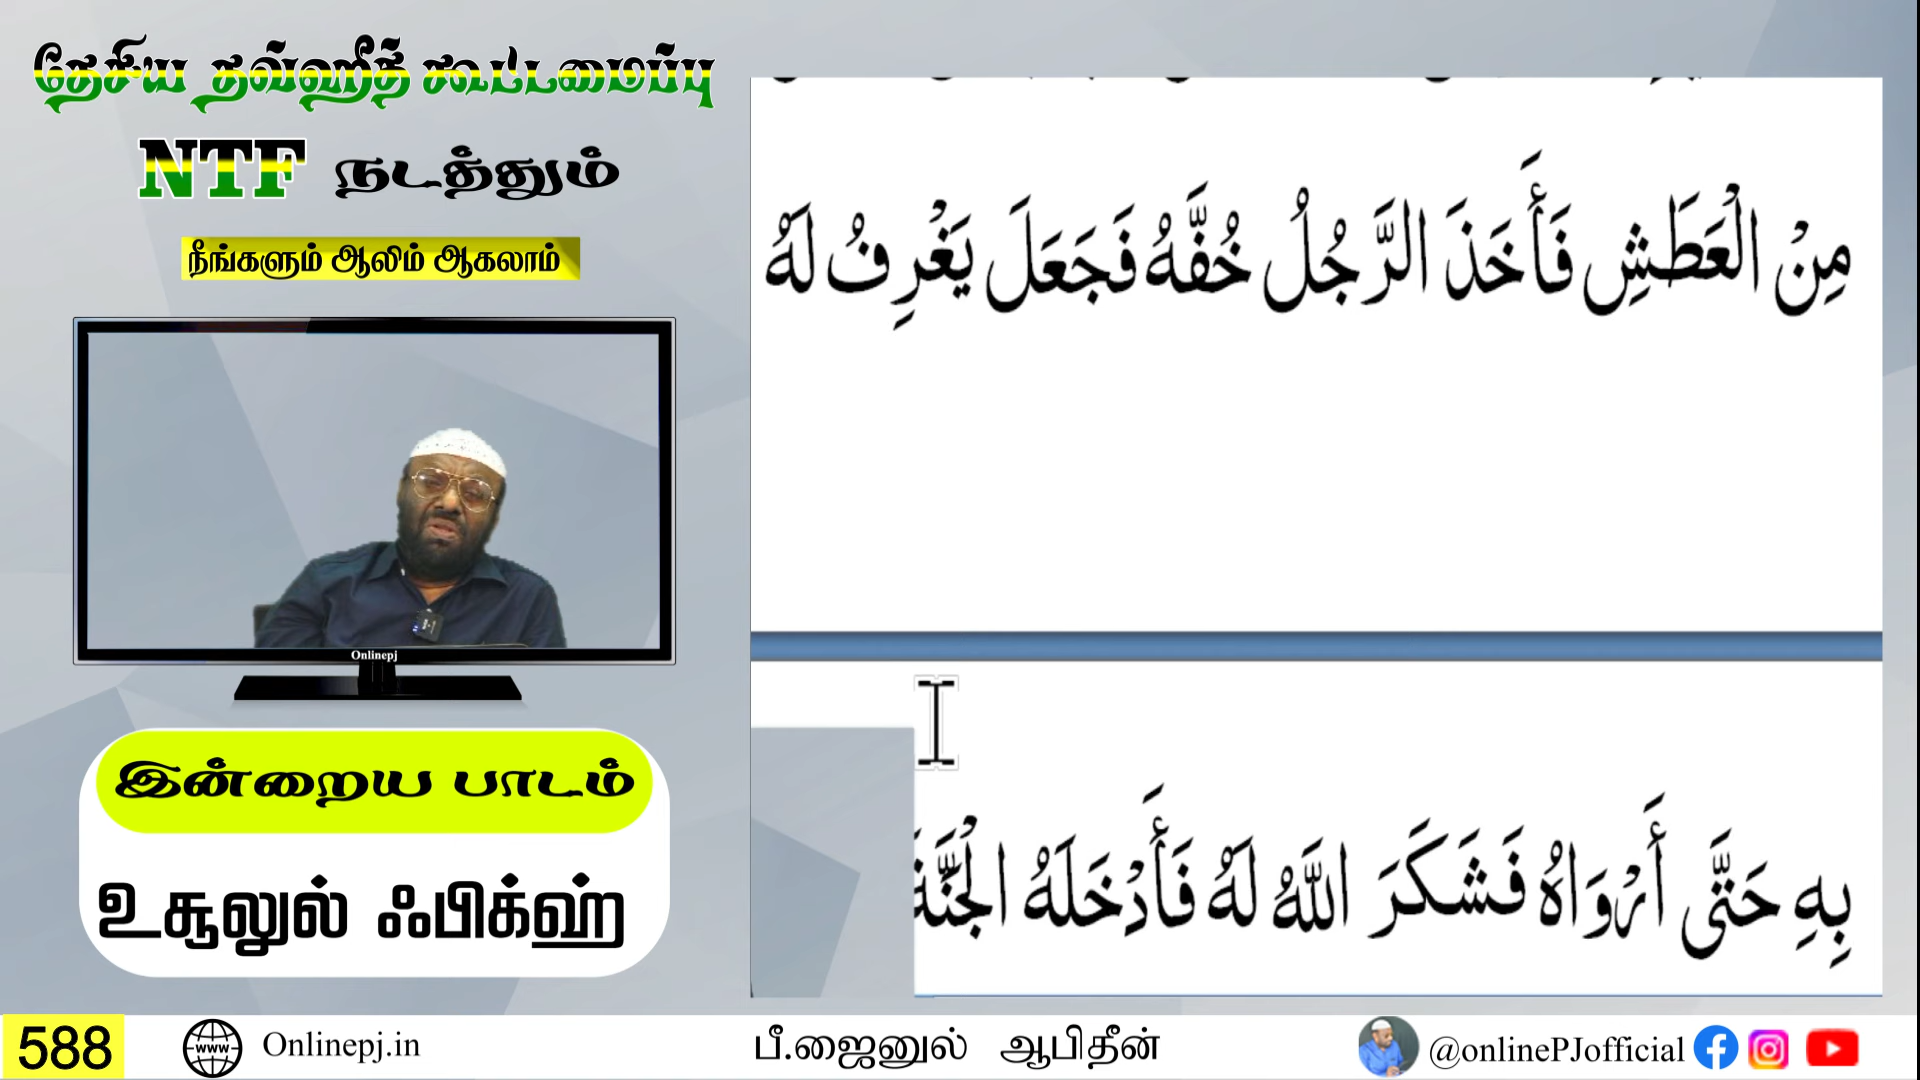 தேசிய தவ்ஹீத் கூட்டமைப்பு
NTF நடத்தும்
நீங்களும் ஆலிம் ஆகலாம்
Onlinepj
இன்றைய பாடம்
உசூலுல் ஃபிக்ஹ்
مِنْ الْعَطَشِ فَأَخَذَ الرَّجُلُ خُفَّهُ فَجَعَلَ يَغْرِفُ لَهُ
بِهِ حَتَّى أَرْوَاهُ فَشَكَرَ اللَّهُ لَهُ فَأَدْخَلَهُ الْجَنَّةَ
588
www
Onlinepj.in
பீ.ஜைனுல் ஆபிதீன்
@onlinePJofficial